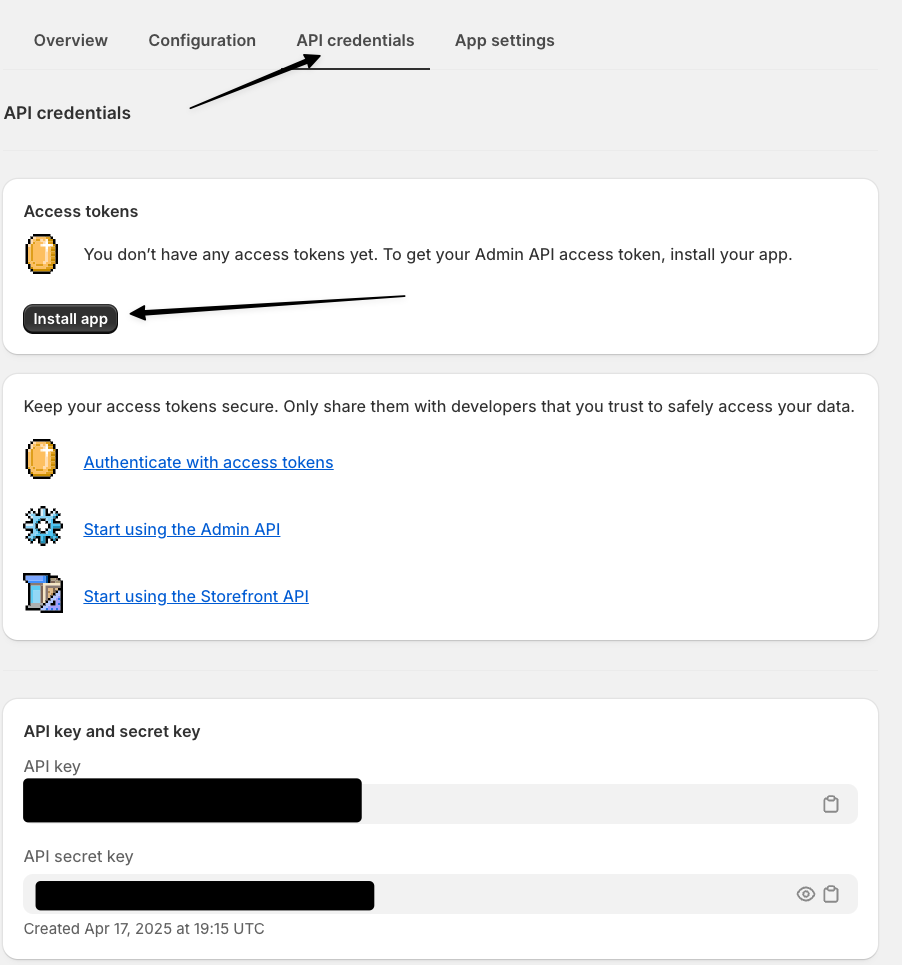 Overview Configuration API credentials App settings
API credentials
Access tokens
You don’t have any access tokens yet. To get your Admin API access token, install your app.
Install app
Keep your access tokens secure. Only share them with developers that you trust to safely access your data.
Authenticate with access tokens
Start using the Admin API
Start using the Storefront API
API key and secret key
API key
API secret key
Created Apr 17, 2025 at 19:15 UTC